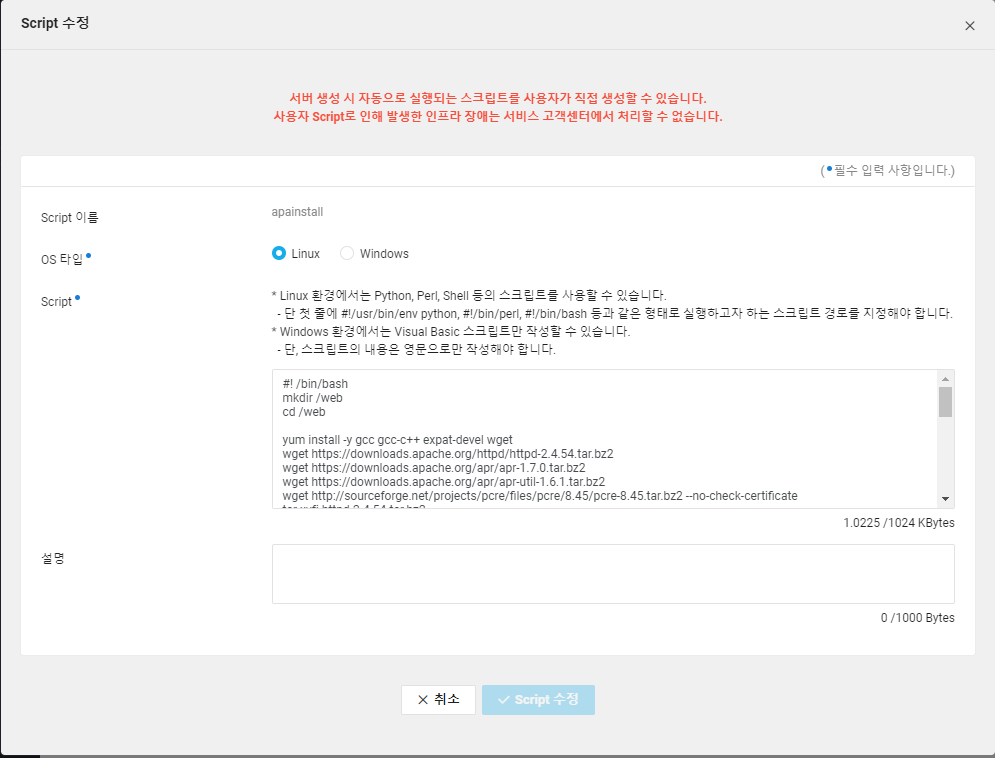 Script 수정
서버 생성 시 자동으로 실행되는 스크립트를 사용자가 직접 생성할 수 있습니다.
사용자 Script로 인해 발생한 인프라 장애는 서비스 고객센터에서 처리할 수 없습니다.
(•필수 입력 사항입니다.)
Script 이름
apainstall
OS 타입•
Linux
Windows
Script•
* Linux 환경에서는 Python, Perl, Shell 등의 스크립트를 사용할 수 있습니다.
- 단 첫 줄에 #!/usr/bin/env python, #!/bin/perl, #!/bin/bash 등과 같은 형태로 실행하고자 하는 스크립트 경로를 지정해야 합니다.
* Windows 환경에서는 Visual Basic 스크립트만 작성할 수 있습니다.
- 단, 스크립트의 내용은 영문으로만 작성해야 합니다.
#! /bin/bash
mkdir /web
cd /web
yum install -y gcc gcc-c++ expat-devel wget
wget https://downloads.apache.org/httpd/httpd-2.4.54.tar.bz2
wget https://downloads.apache.org/apr/apr-1.7.0.tar.bz2
wget https://downloads.apache.org/apr/apr-util-1.6.1.tar.bz2
wget http://sourceforge.net/projects/pcre/files/pcre/8.45/pcre-8.45.tar.bz2 --no-check-certificate
1.0225 /1024 KBytes
설명
0 /1000 Bytes
취소
Script 수정